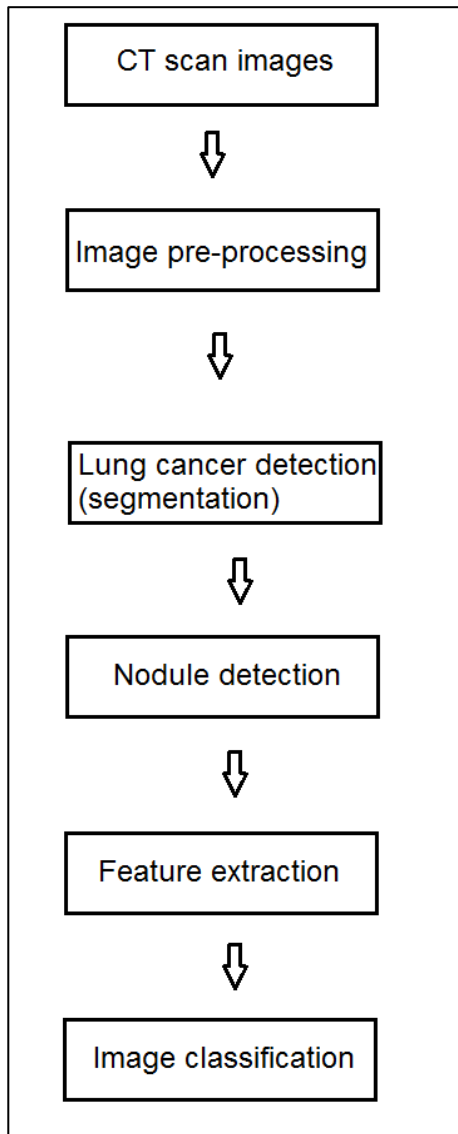 CT scan images
Image pre-processing
Lung cancer detection
(segmentation)
Nodule detection
Feature extraction
Image classification